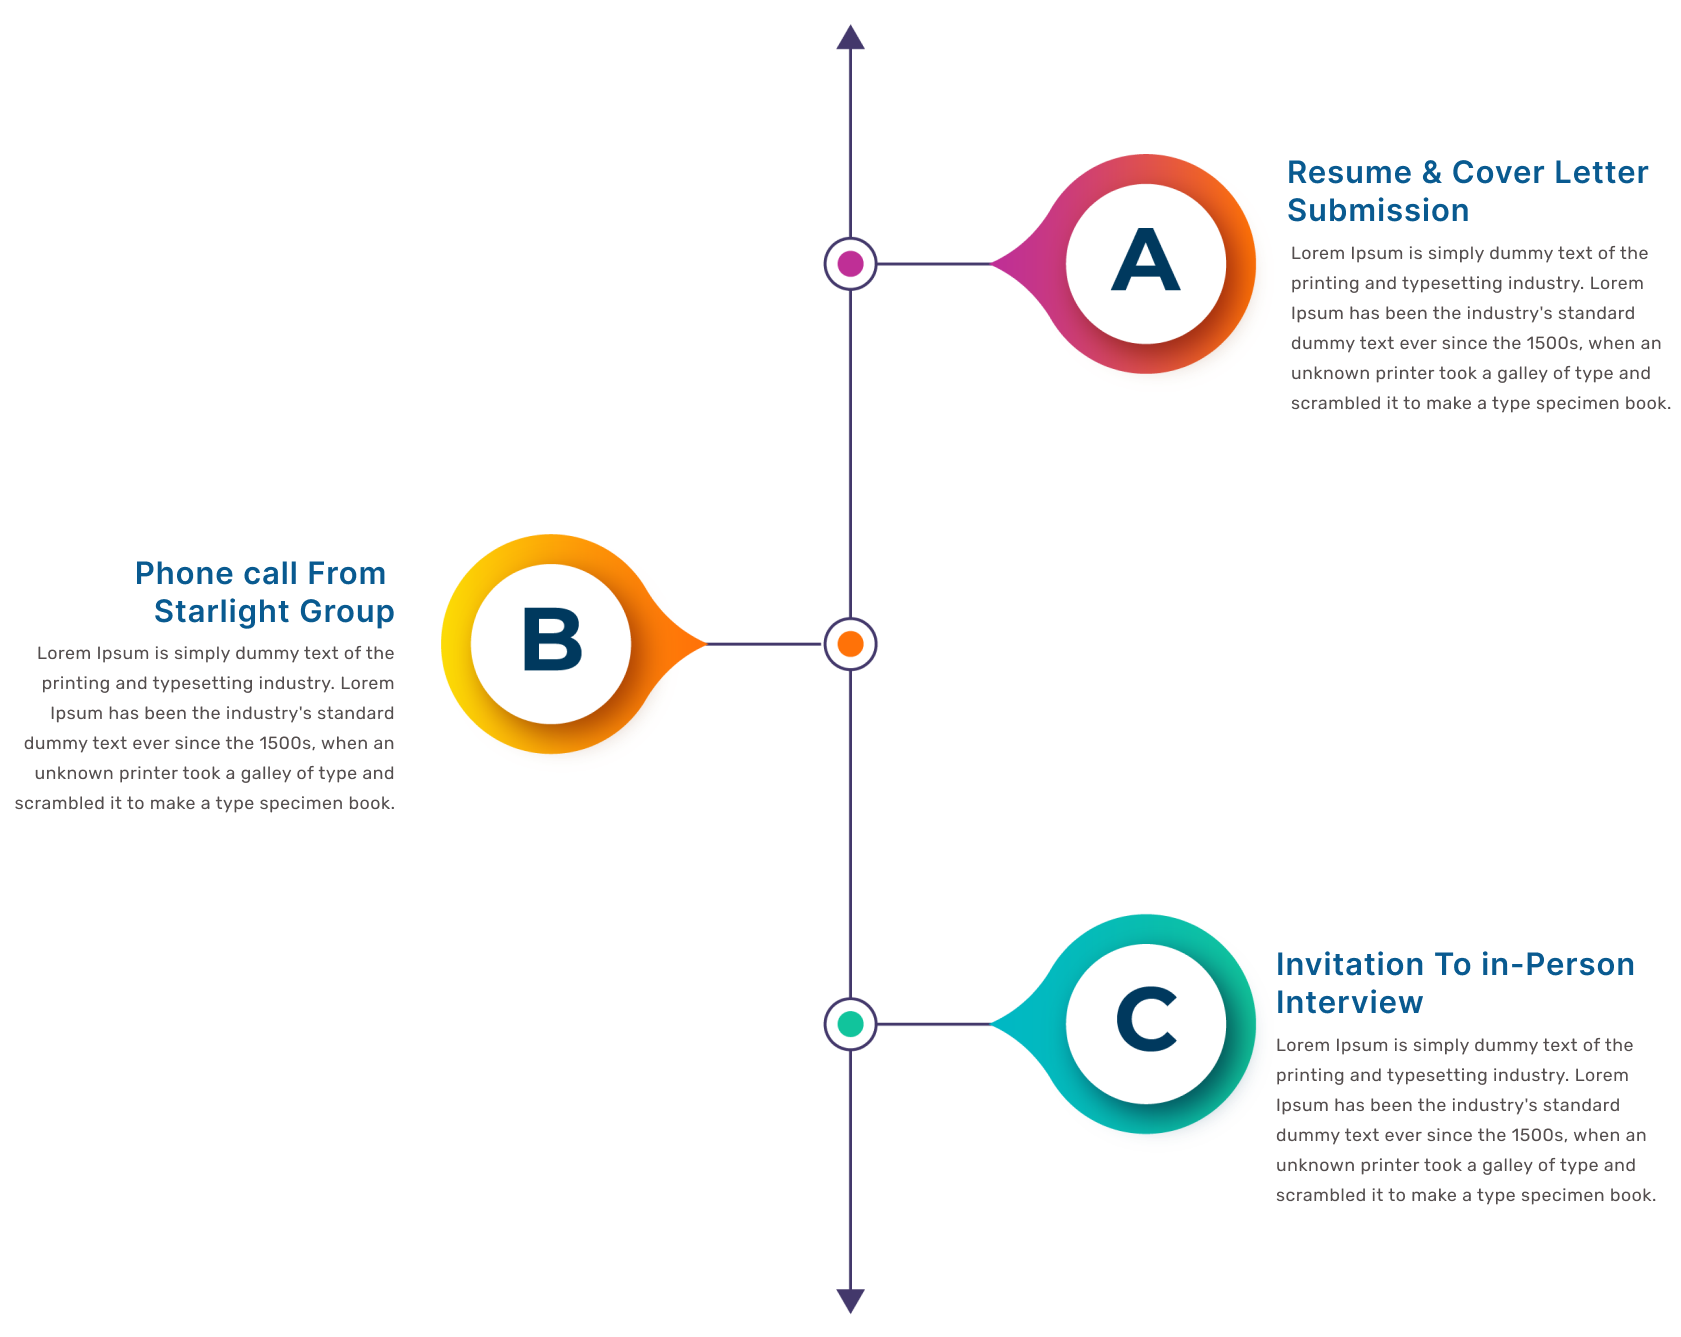 A
Resume & Cover Letter
Submission
Lorem Ipsum is simply dummy text of the
printing and typesetting industry. Lorem
Ipsum has been the industry's standard
dummy text ever since the 1500s, when an
unknown printer took a galley of type and
scrambled it to make a type specimen book.
Phone call From
Starlight Group
Lorem Ipsum is simply dummy text of the
printing and typesetting industry. Lorem
Ipsum has been the industry's standard
dummy text ever since the 1500s, when an
unknown printer took a galley of type and
scrambled it to make a type specimen book.
B
C
Invitation To in-Person
Interview
Lorem Ipsum is simply dummy text of the
printing and typesetting industry. Lorem
Ipsum has been the industry's standard
dummy text ever since the 1500s, when an
unknown printer took a galley of type and
scrambled it to make a type specimen book.